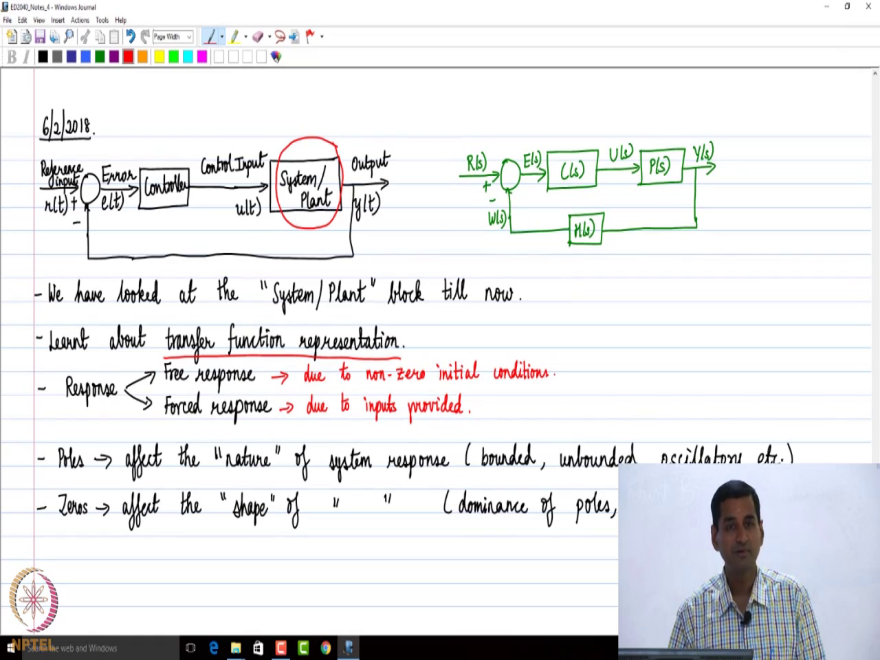 ED2040_Notes_4 - Windows Journal
File Edit View Insert Actions Tools Help
Page Width
B I
6/2/2018.
Reference input r(t) + -
Error e(t)
Controller
Control Input u(t)
System/ Plant
Output y(t)
R(s) + -
E(s)
C(s)
U(s)
P(s)
Y(s)
W(s)
H(s)
- We have looked at the "System/Plant" block till now.
- Learnt about transfer function representation.
- Response
Free response → due to non-zero initial conditions.
Forced response → due to inputs provided.
- Poles → affect the "nature" of system response (bounded, unbounded, oscillatory etc.)
- Zeros → affect the "shape" of " " (dominance of poles,
NPTEL
the web and Windows